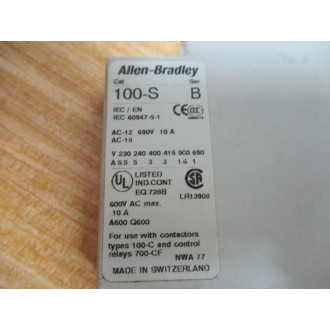 Allen-Bradley
Cat Ser
100-S B
IEC / EN
IEC 60947-5-1
AC-12 690V 10 A
AC-15
V 230 240 400 415 500 690
A 5.5 5 3 3 1.6 1
UL LISTED
IND.CONT
EQ.728B
LR13908
600V AC max.
10 A
A600 Q600
For use with contactors
types 100-C and control
relays 700-CF NWA 77
MADE IN SWITZERLAND